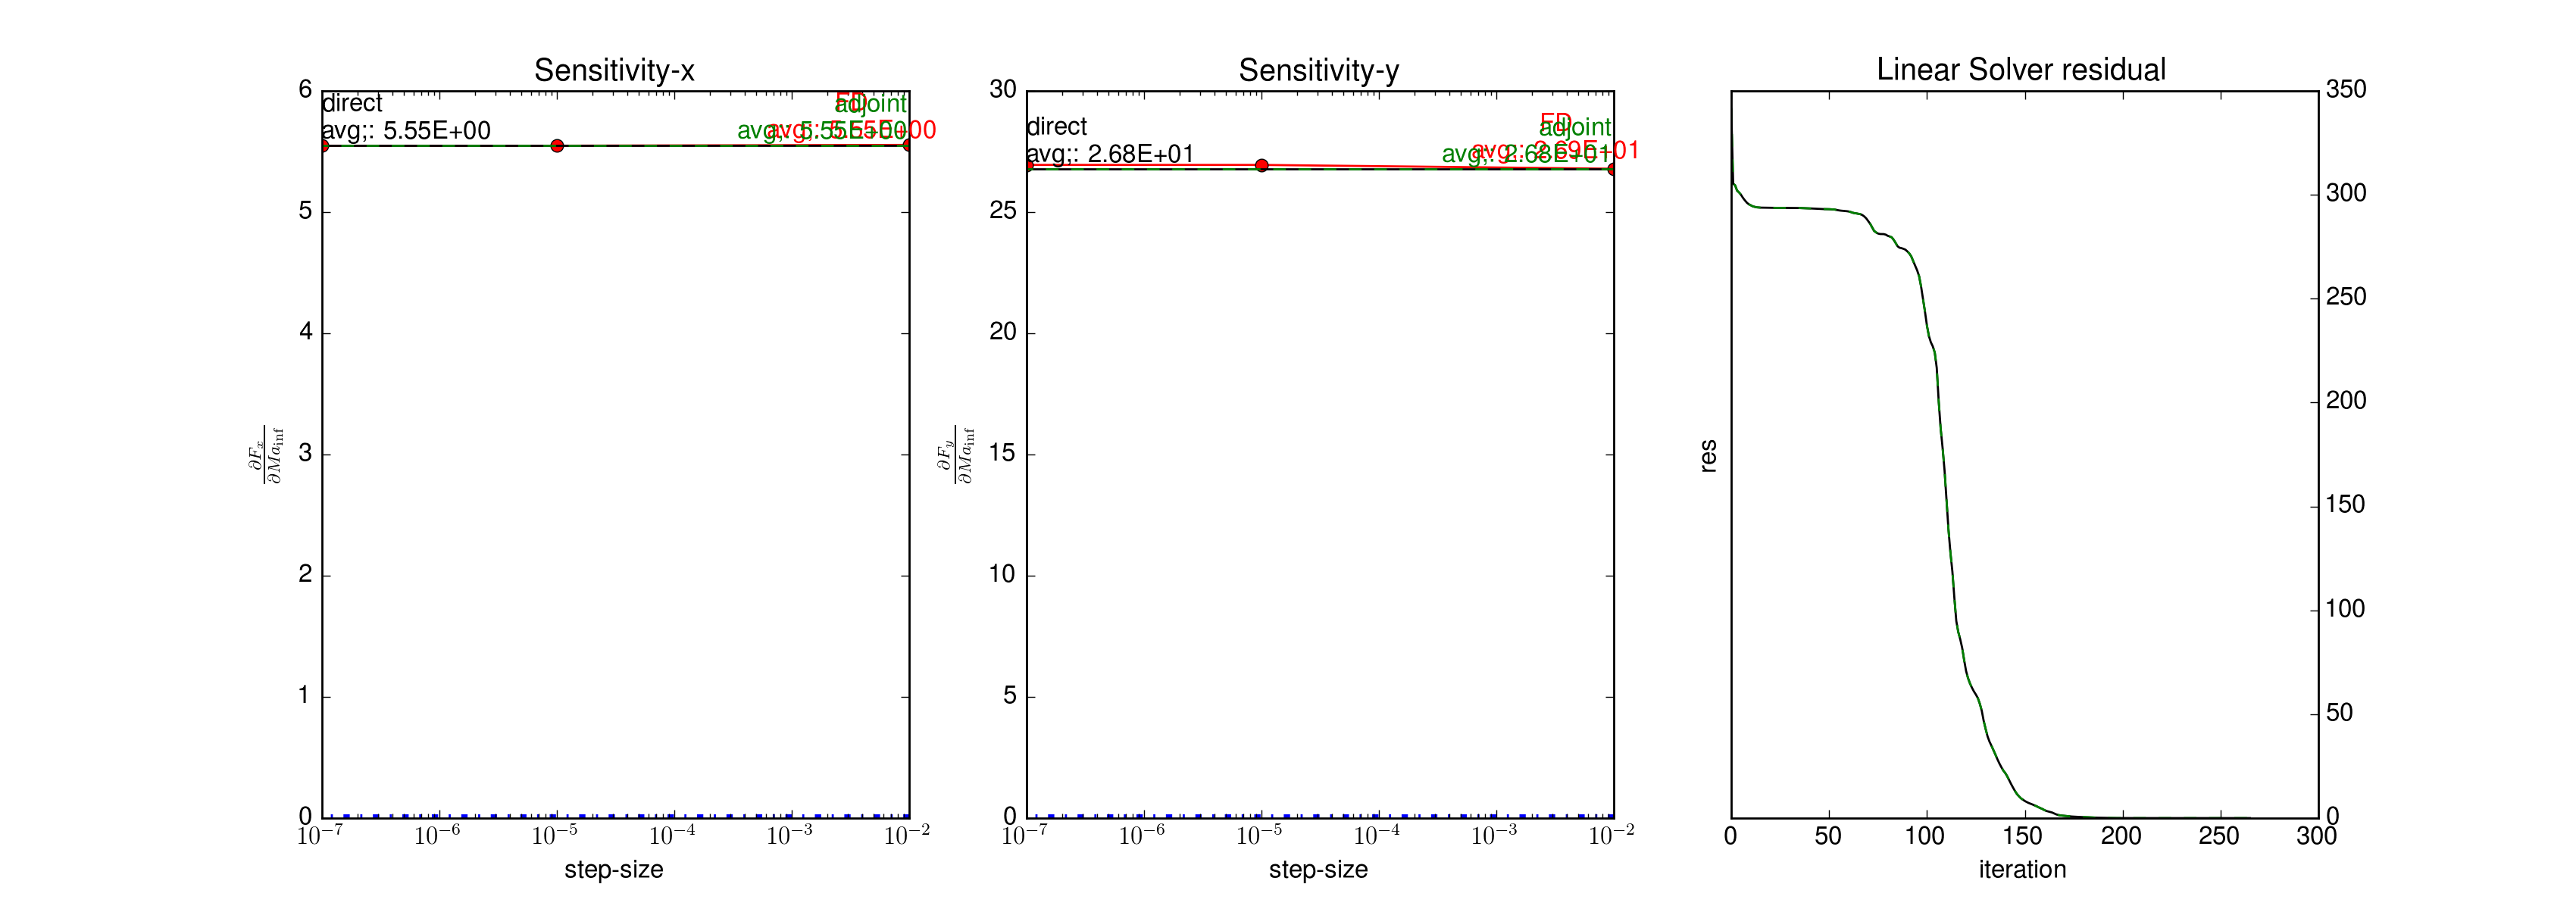 Sensitivity-x
6
5
4
3
2
1
0
direct
avg;: 5.55E+00
FD
avg;: 5.55E+00
adjoint
avg;: 5.55E+00
∂F_x
∂Ma_inf
10^-7 10^-6 10^-5 10^-4 10^-3 10^-2
step-size
Sensitivity-y
30
25
20
15
10
5
0
direct
avg;: 2.68E+01
FD
avg;: 2.69E+01
adjoint
avg;: 2.68E+01
∂F_y
∂Ma_inf
10^-7 10^-6 10^-5 10^-4 10^-3 10^-2
step-size
Linear Solver residual
350
300
250
200
150
100
50
0
res
0 50 100 150 200 250 300
iteration